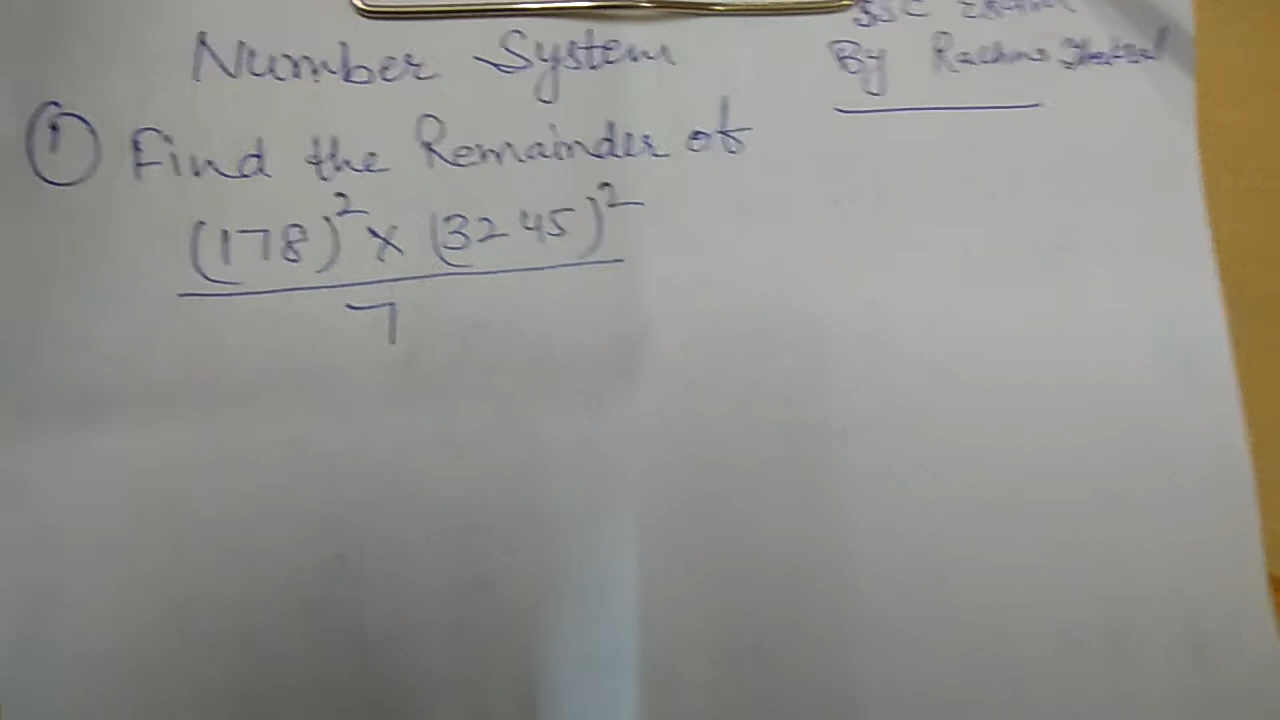 Number System
By
① Find the Remainder of
(178)² × (3245)²
7